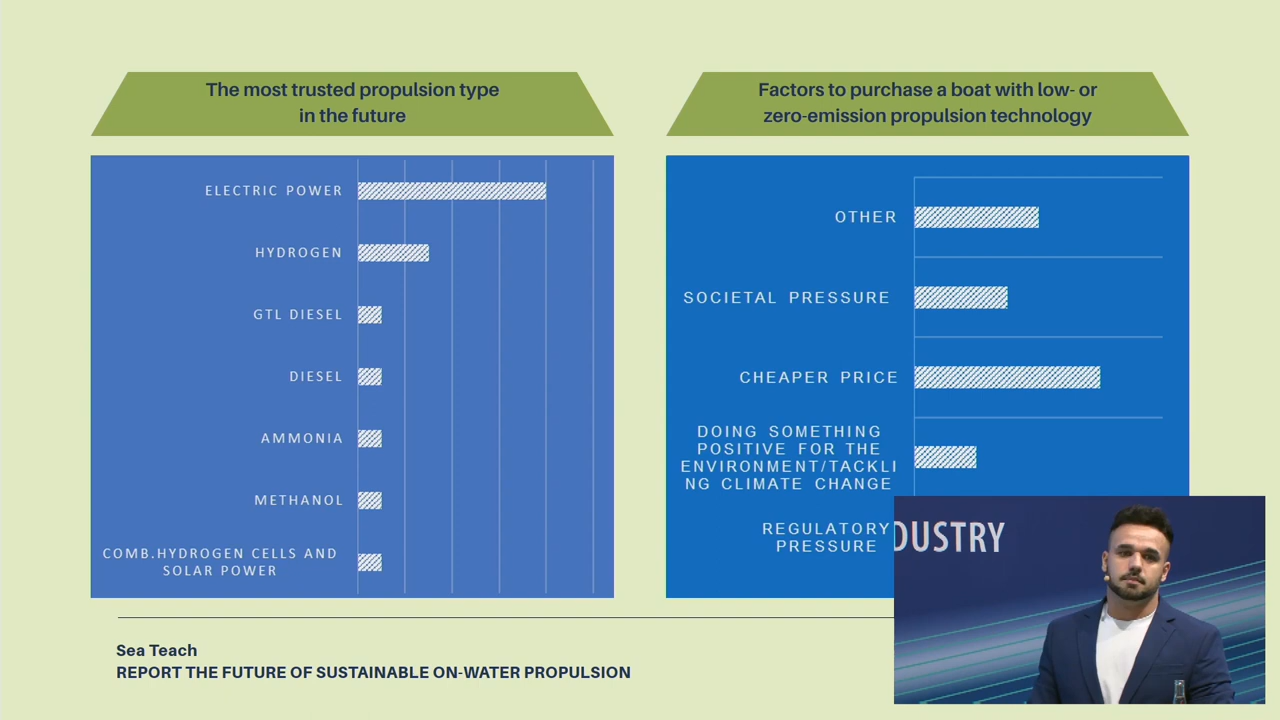 The most trusted propulsion type
in the future
ELECTRIC POWER
HYDROGEN
GTL DIESEL
DIESEL
AMMONIA
METHANOL
COMB.HYDROGEN CELLS AND
SOLAR POWER
Factors to purchase a boat with low- or
zero-emission propulsion technology
OTHER
SOCIETAL PRESSURE
CHEAPER PRICE
DOING SOMETHING
POSITIVE FOR THE
ENVIRONMENT/TACKLI
NG CLIMATE CHANGE
REGULATORY
PRESSURE
DUSTRY
Sea Teach
REPORT THE FUTURE OF SUSTAINABLE ON-WATER PROPULSION